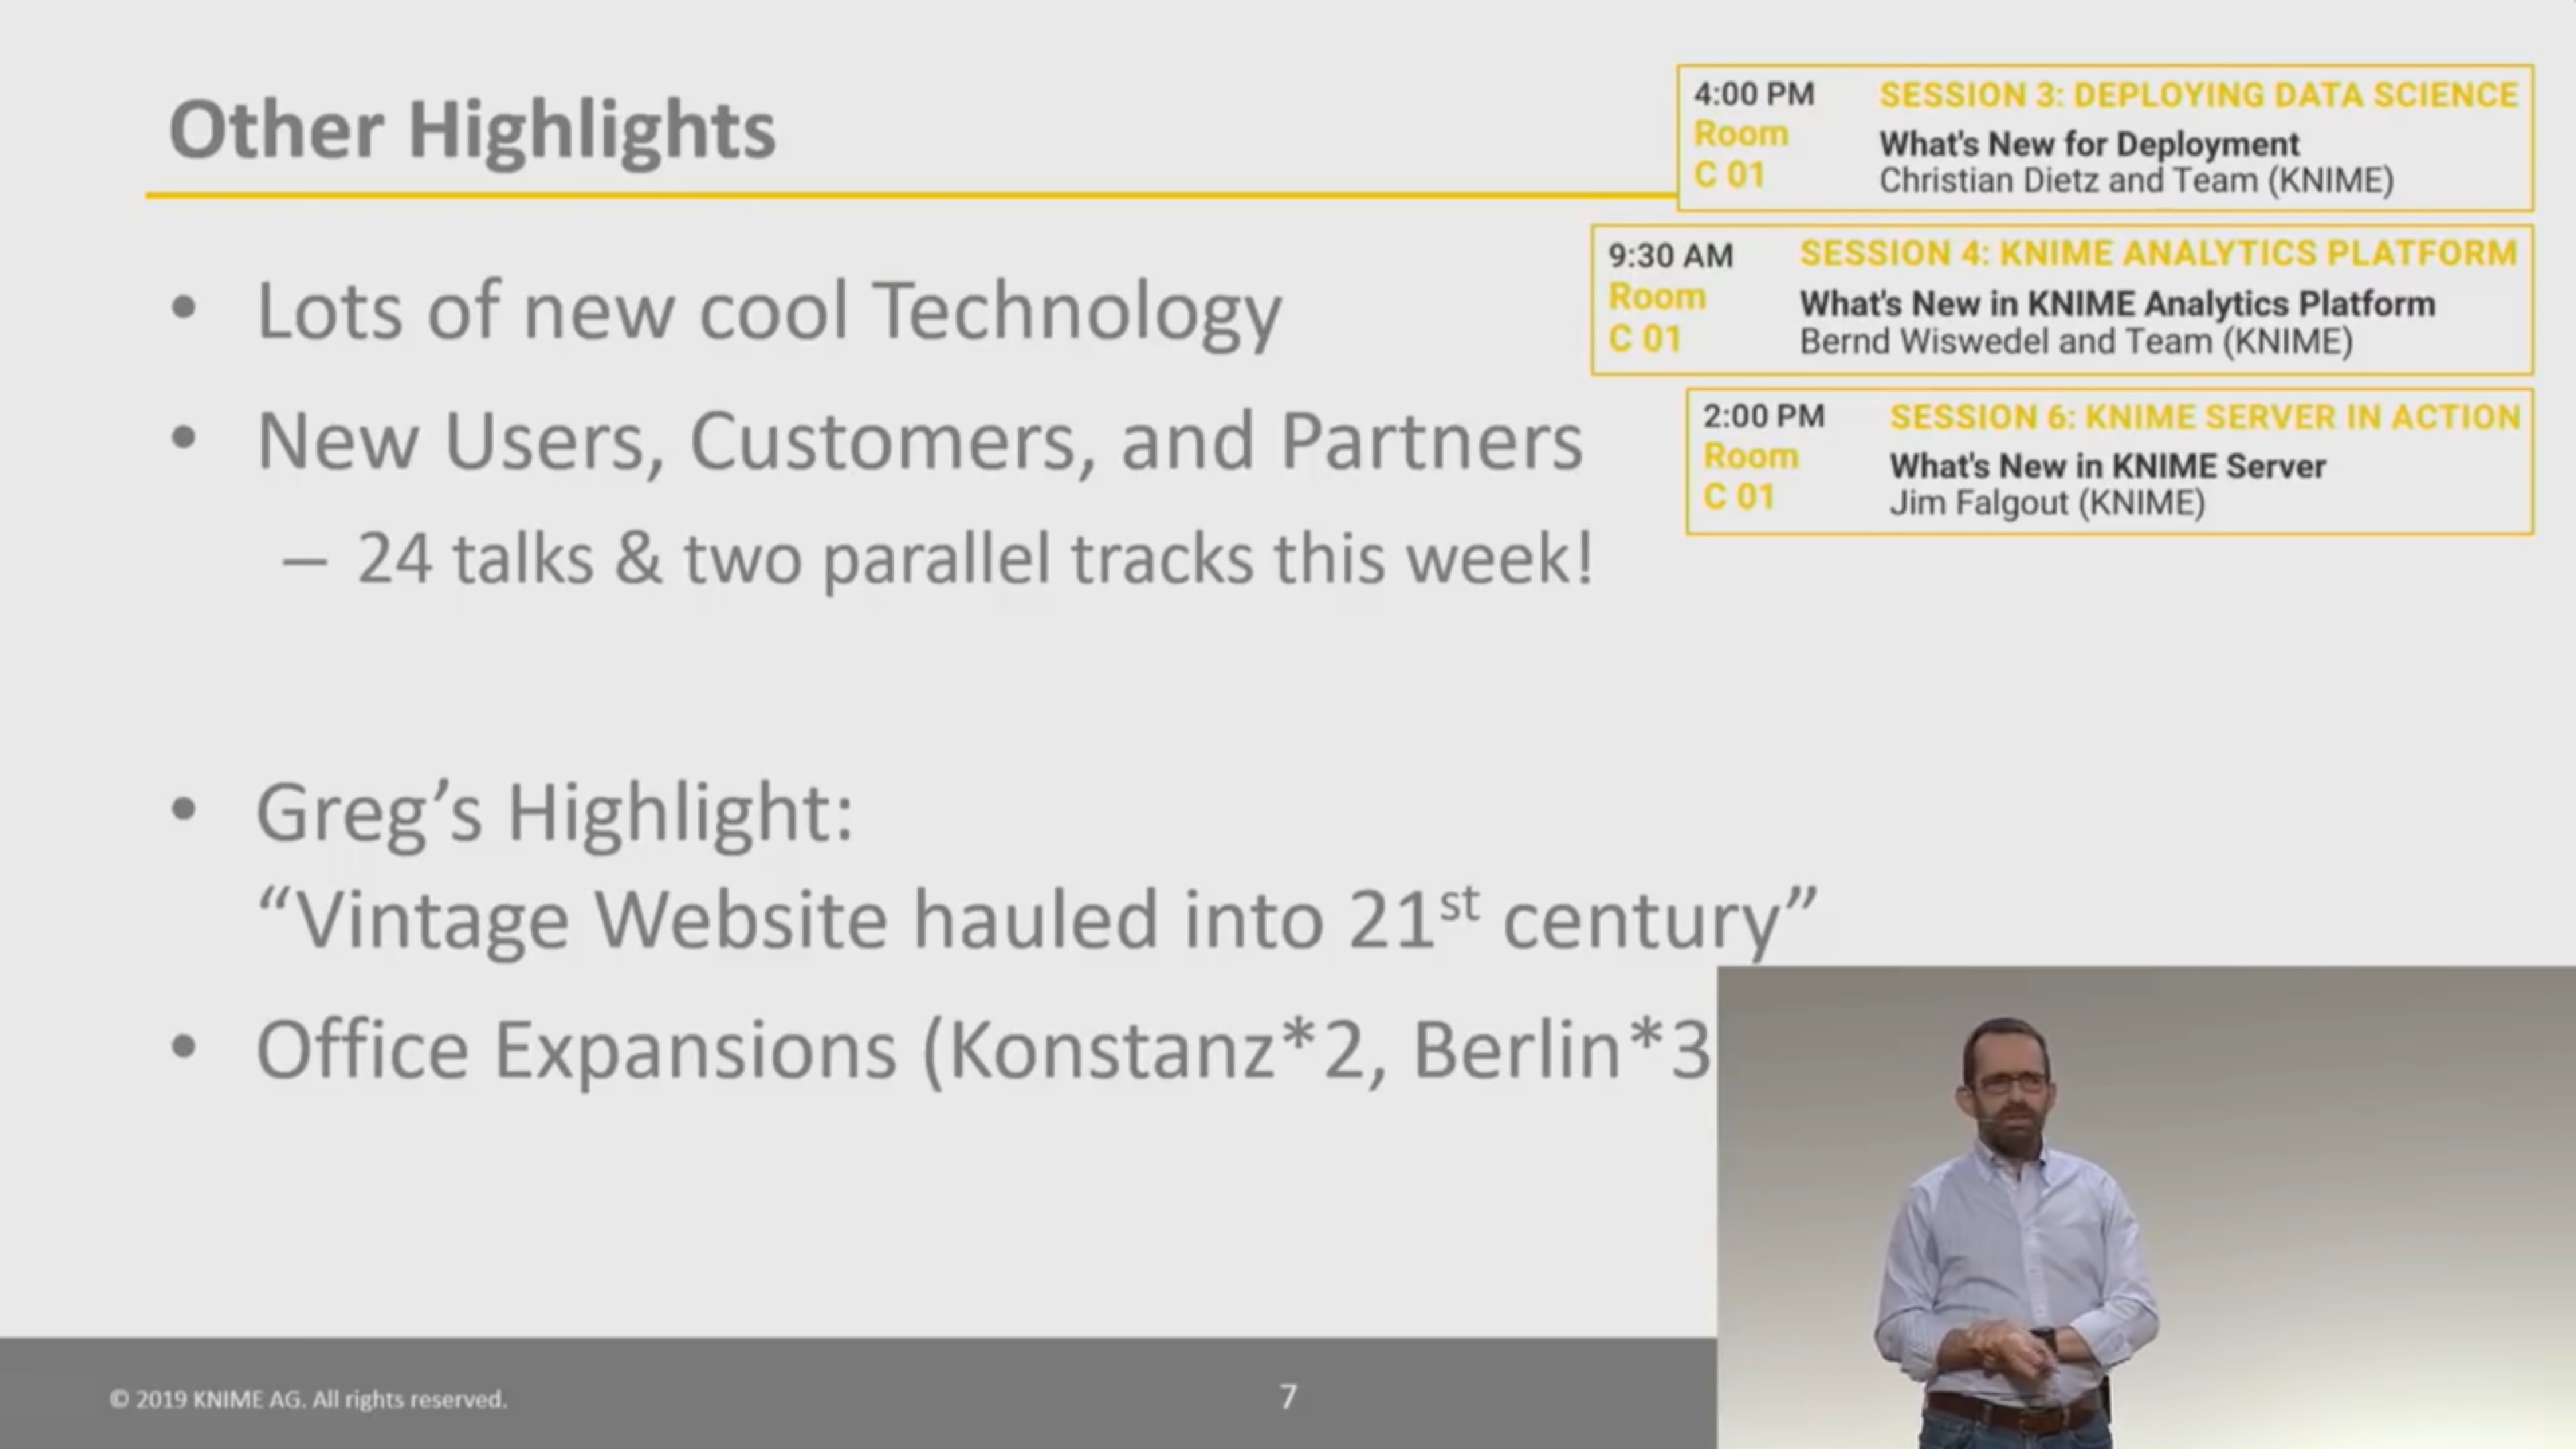 Other Highlights
4:00 PM SESSION 3: DEPLOYING DATA SCIENCE
Room What's New for Deployment
C 01 Christian Dietz and Team (KNIME)
9:30 AM SESSION 4: KNIME ANALYTICS PLATFORM
Room What's New in KNIME Analytics Platform
C 01 Bernd Wiswedel and Team (KNIME)
2:00 PM SESSION 6: KNIME SERVER IN ACTION
Room What's New in KNIME Server
C 01 Jim Falgout (KNIME)
• Lots of new cool Technology
• New Users, Customers, and Partners
– 24 talks & two parallel tracks this week!
• Greg’s Highlight:
“Vintage Website hauled into 21st century”
• Office Expansions (Konstanz*2, Berlin*3
© 2019 KNIME AG. All rights reserved.
7